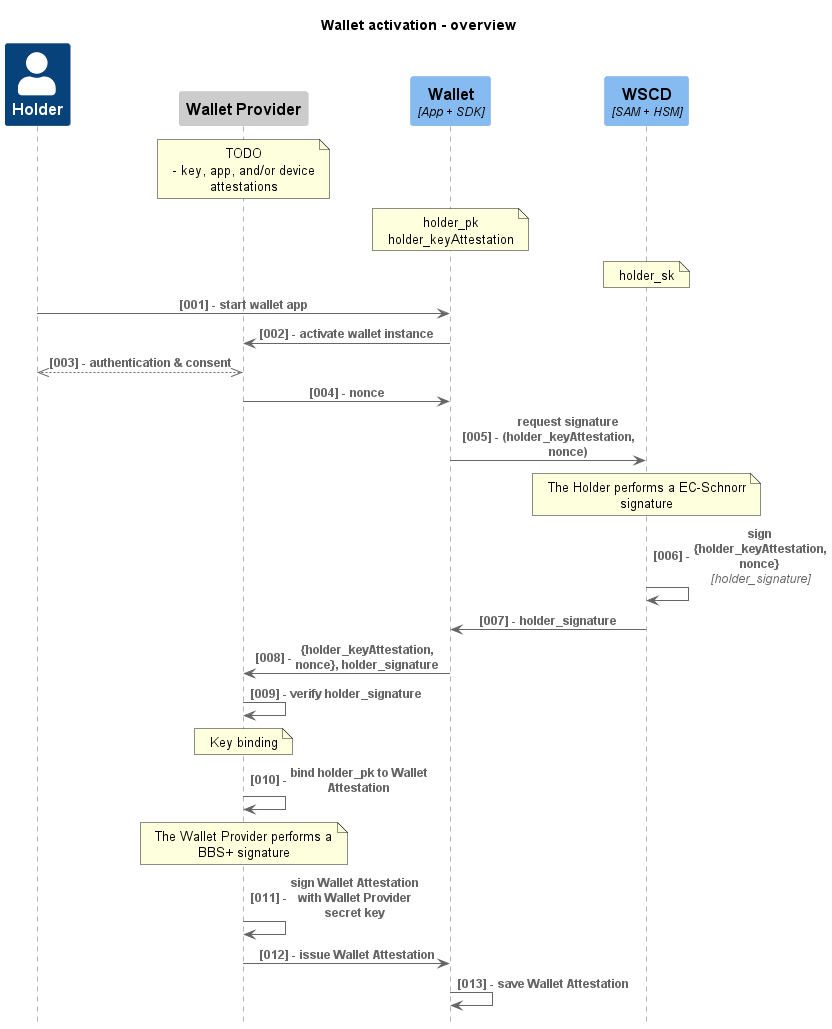 Wallet activation - overview
Holder
Wallet Provider
Wallet
[App + SDK]
WSCD
[SAM + HSM]
TODO
- key, app, and/or device
attestations
holder_pk
holder_keyAttestation
holder_sk
[001] - start wallet app
[002] - activate wallet instance
[003] - authentication & consent
[004] - nonce
request signature
[005] - (holder_keyAttestation,
nonce)
The Holder performs a EC-Schnorr
signature
sign
{holder_keyAttestation,
[006] -
nonce}
[holder_signature]
[007] - holder_signature
{holder_keyAttestation,
[008] -
nonce}, holder_signature
[009] - verify holder_signature
Key binding
[010] - bind holder_pk to Wallet
Attestation
The Wallet Provider performs a
BBS+ signature
sign Wallet Attestation
[011] - with Wallet Provider
secret key
[012] - issue Wallet Attestation
[013] - save Wallet Attestation